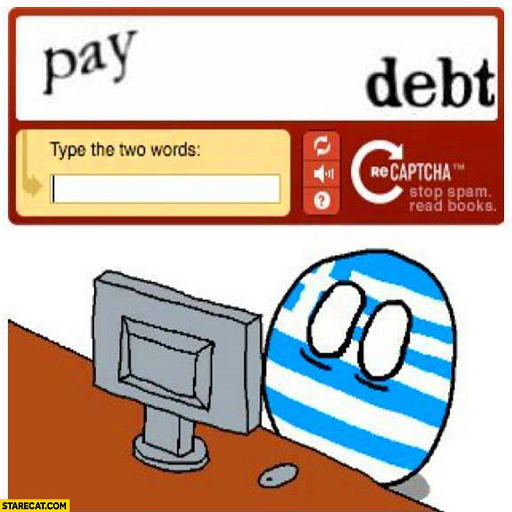 pay debt
Type the two words:
ReCAPTCHA™
stop spam.
read books.
?
STARECAT.COM